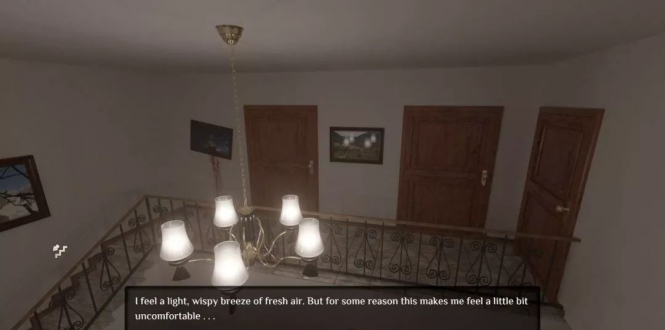 I feel a light, wispy breeze of fresh air. But for some reason this makes me feel a little bit
uncomfortable . . .